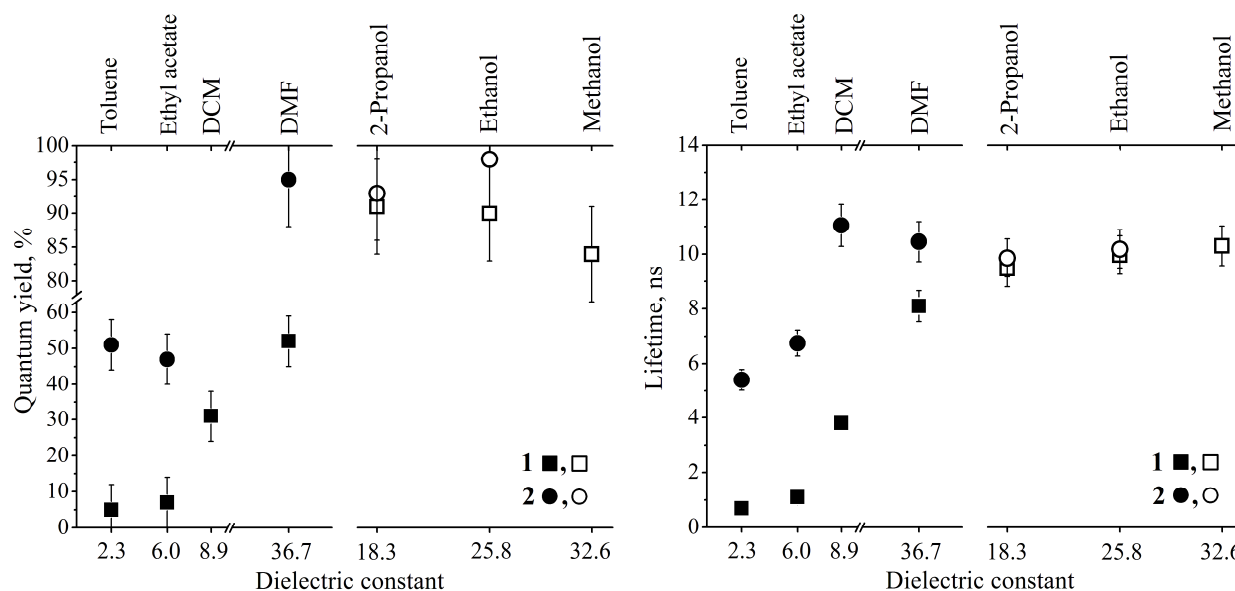 Toluene
Ethyl acetate
DCM
DMF
2-Propanol
Ethanol
Methanol
Quantum yield, %
100
95
90
85
80
60
50
40
30
20
10
0
1 ,
2 ,
2.3 6.0 8.9 36.7 18.3 25.8 32.6
Dielectric constant
Toluene
Ethyl acetate
DCM
DMF
2-Propanol
Ethanol
Methanol
Lifetime, ns
14
12
10
8
6
4
2
0
1 ,
2 ,
2.3 6.0 8.9 36.7 18.3 25.8 32.6
Dielectric constant